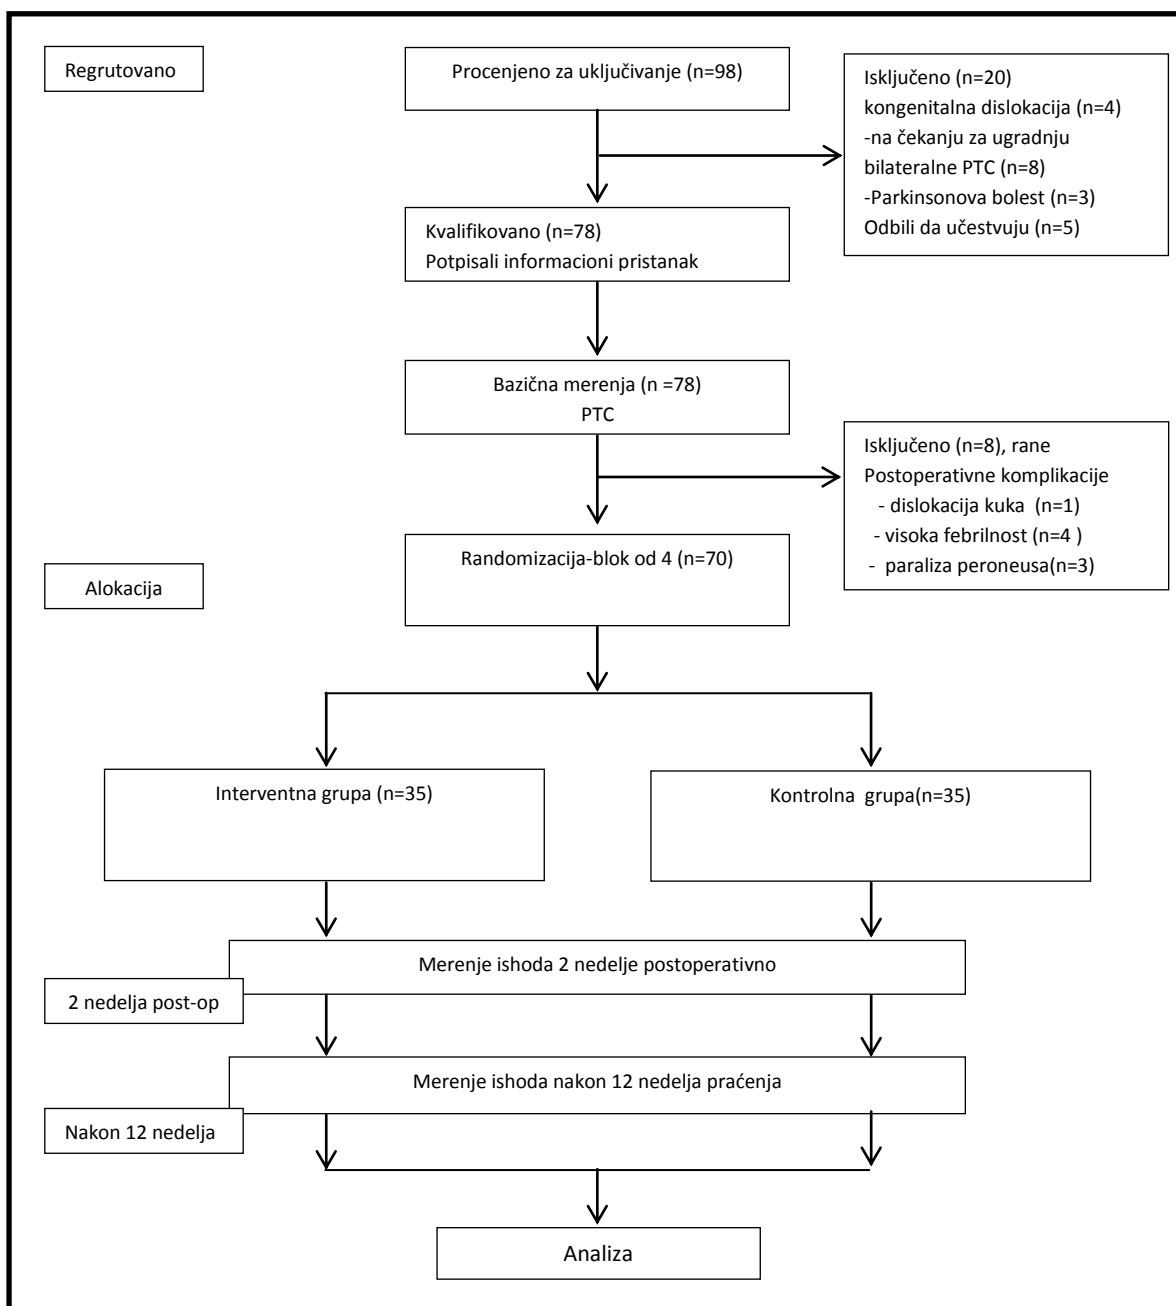 Regrutovano
Procenjeno za uključivanje (n=98)
Isključeno (n=20)
kongenitalna dislokacija (n=4)
-na čekanju za ugradnju
bilateralne PTC (n=8)
-Parkinsonova bolest (n=3)
Odbili da učestvuju (n=5)
Kvalifikovano (n=78)
Potpisali informacioni pristanak
Bazična merenja (n =78)
PTC
Isključeno (n=8), rane
Postoperativne komplikacije
- dislokacija kuka  (n=1)
- visoka febrilnost (n=4 )
-  paraliza peroneusa(n=3)
Randomizacija-blok od 4 (n=70)
Alokacija
Interventna grupa (n=35)
Kontrolna  grupa(n=35)
Merenje ishoda 2 nedelje postoperativno
2 nedelja post-op
Merenje ishoda nakon 12 nedelja praćenja
Nakon 12 nedelja
Analiza